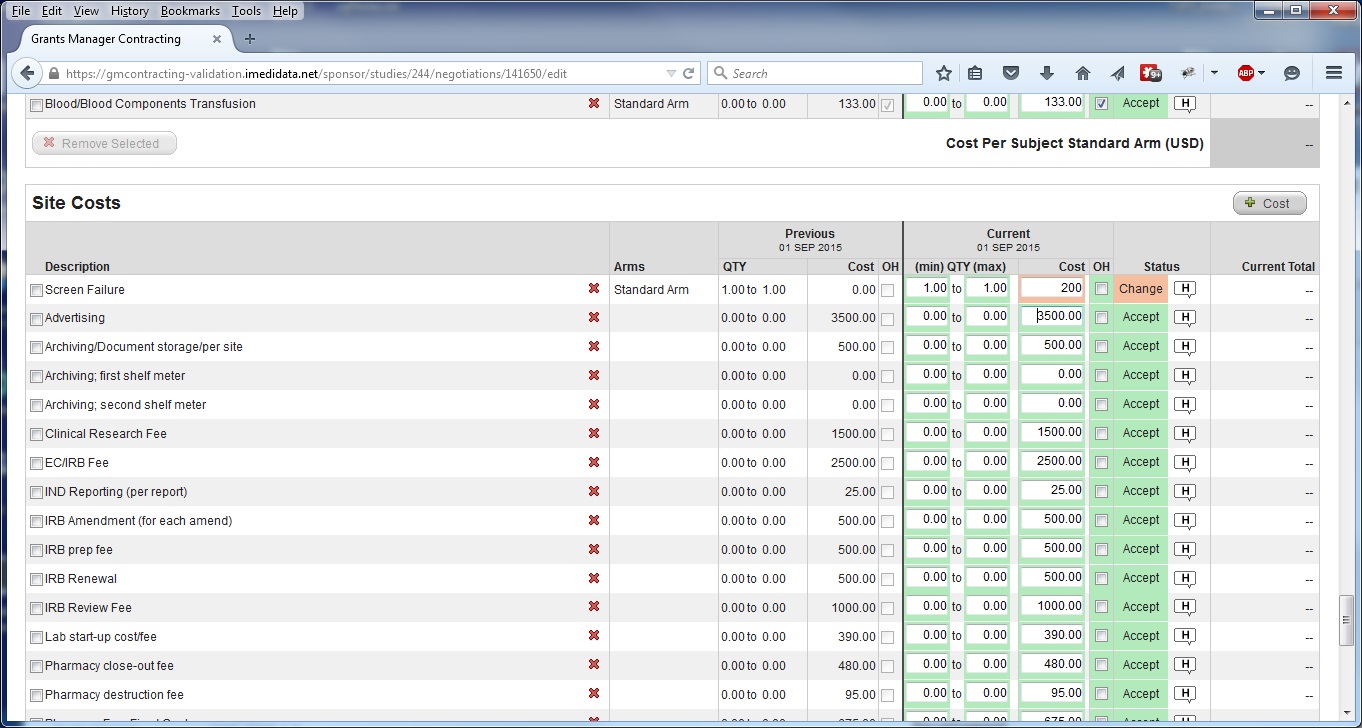 File Edit View History Bookmarks Tools Help
Grants Manager Contracting
https://gmcontracting-validation.imedidata.net/sponsor/studies/244/negotiations/141650/edit Search 9+ ABP
Blood/Blood Components Transfusion Standard Arm 0.00 to 0.00 133.00 0.00 to 0.00 133.00 Accept H --
Remove Selected Cost Per Subject Standard Arm (USD) --
Site Costs Cost
Previous Current
01 SEP 2015 01 SEP 2015
Description Arms QTY Cost OH (min) QTY (max) Cost OH Status Current Total
Screen Failure Standard Arm 1.00 to 1.00 0.00 1.00 to 1.00 200 Change H --
Advertising 0.00 to 0.00 3500.00 0.00 to 0.00 3500.00 Accept H --
Archiving/Document storage/per site 0.00 to 0.00 500.00 0.00 to 0.00 500.00 Accept H --
Archiving; first shelf meter 0.00 to 0.00 0.00 0.00 to 0.00 0.00 Accept H --
Archiving; second shelf meter 0.00 to 0.00 0.00 0.00 to 0.00 0.00 Accept H --
Clinical Research Fee 0.00 to 0.00 1500.00 0.00 to 0.00 1500.00 Accept H --
EC/IRB Fee 0.00 to 0.00 2500.00 0.00 to 0.00 2500.00 Accept H --
IND Reporting (per report) 0.00 to 0.00 25.00 0.00 to 0.00 25.00 Accept H --
IRB Amendment (for each amend) 0.00 to 0.00 500.00 0.00 to 0.00 500.00 Accept H --
IRB prep fee 0.00 to 0.00 500.00 0.00 to 0.00 500.00 Accept H --
IRB Renewal 0.00 to 0.00 500.00 0.00 to 0.00 500.00 Accept H --
IRB Review Fee 0.00 to 0.00 1000.00 0.00 to 0.00 1000.00 Accept H --
Lab start-up cost/fee 0.00 to 0.00 390.00 0.00 to 0.00 390.00 Accept H --
Pharmacy close-out fee 0.00 to 0.00 480.00 0.00 to 0.00 480.00 Accept H --
Pharmacy destruction fee 0.00 to 0.00 95.00 0.00 to 0.00 95.00 Accept H --